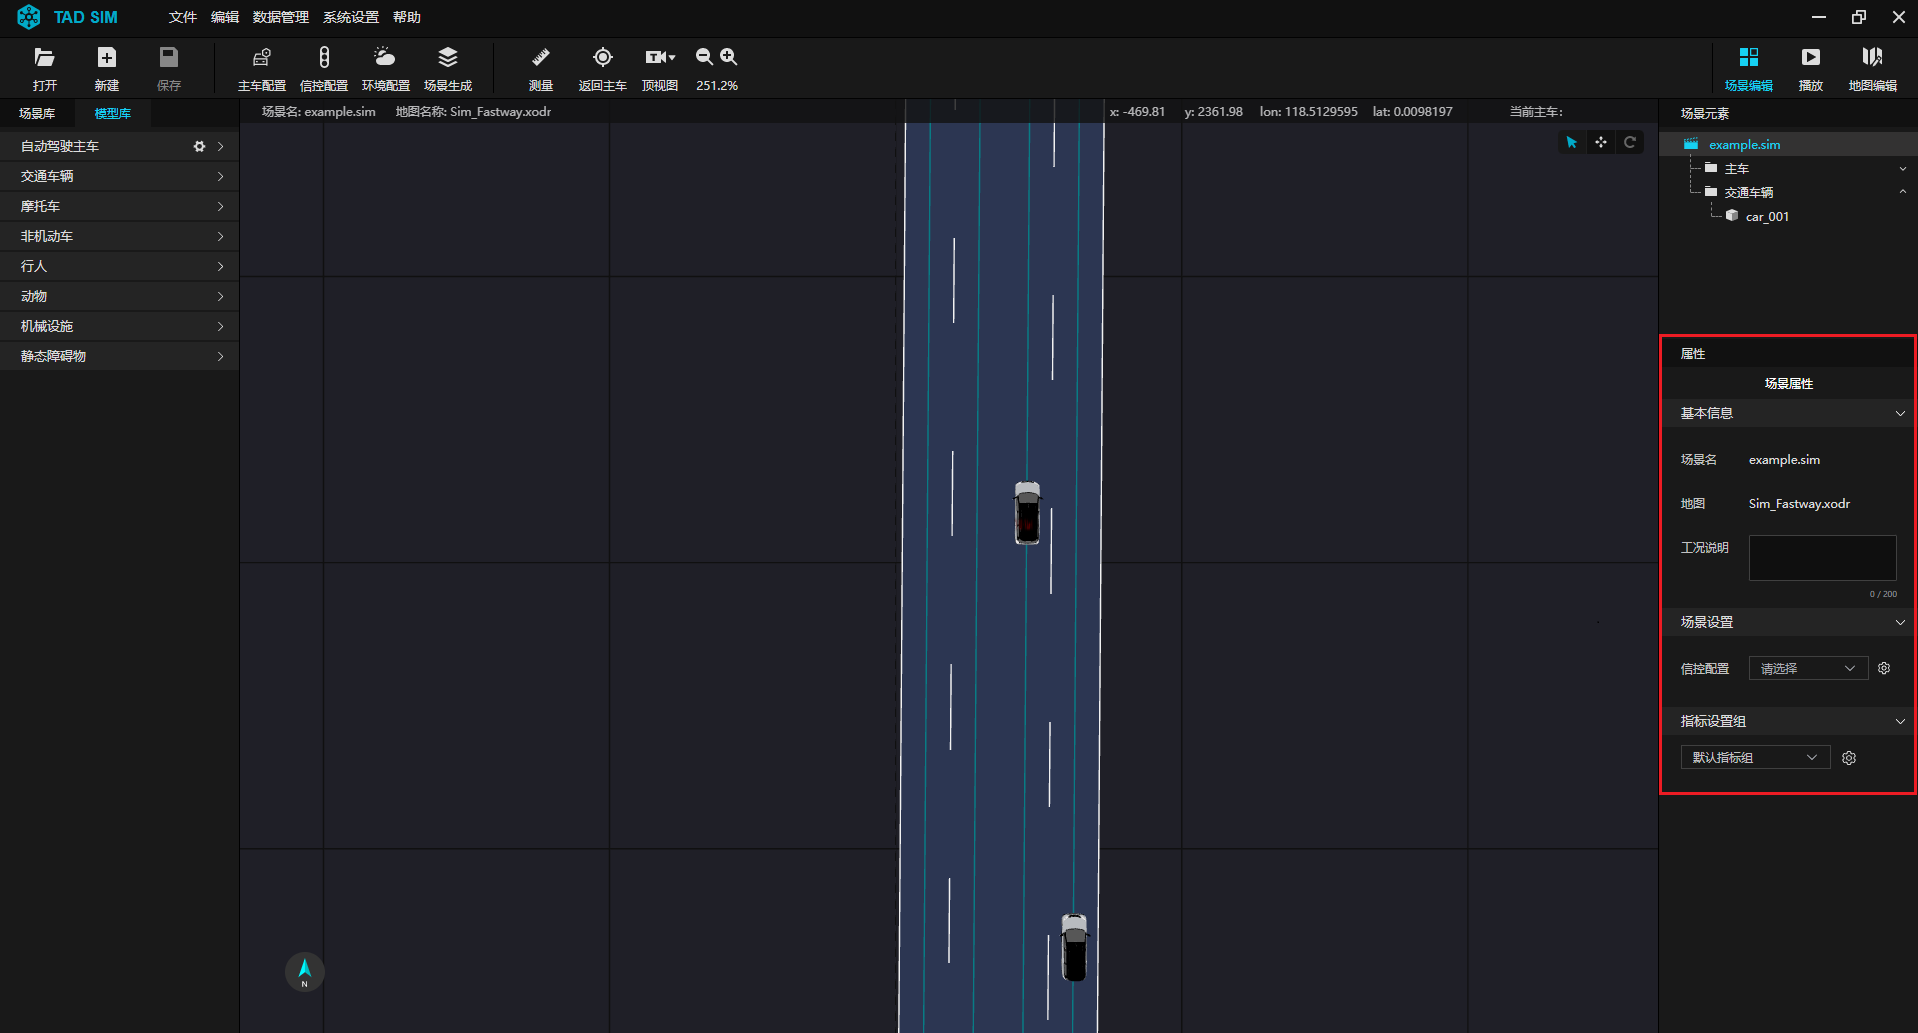 TAD SIM 文件 编辑 数据管理 系统设置 帮助
打开 新建 保存 主车配置 信控配置 环境配置 场景生成 测量 返回主车 顶视图 251.2% 场景编辑 播放 地图编辑
场景库 模型库
场景名: example.sim 地图名称: Sim_Fastway.xodr x: -469.81 y: 2361.98 lon: 118.5129595 lat: 0.0098197 当前主车:
自动驾驶主车
交通车辆
摩托车
非机动车
行人
动物
机械设施
静态障碍物
N
场景元素
example.sim
主车
交通车辆
car_001
属性
场景属性
基本信息
场景名 example.sim
地图 Sim_Fastway.xodr
工况说明
0 / 200
场景设置
信控配置 请选择
指标设置组
默认指标组